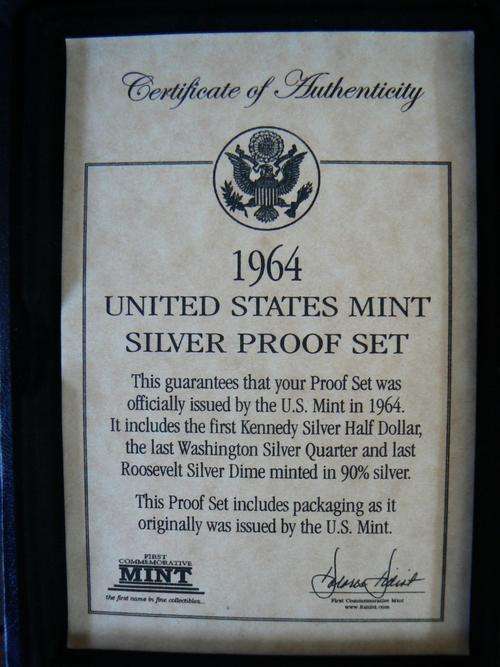 Certificate of Authenticity
1964
UNITED STATES MINT
SILVER PROOF SET
This guarantees that your Proof Set was
officially issued by the U.S. Mint in 1964.
It includes the first Kennedy Silver Half Dollar,
the last Washington Silver Quarter and last
Roosevelt Silver Dime minted in 90% silver.
This Proof Set includes packaging as it
originally was issued by the U.S. Mint.
FIRST
COMMEMORATIVE
MINT
the first name in fine collectibles...
First Commemorative Mint